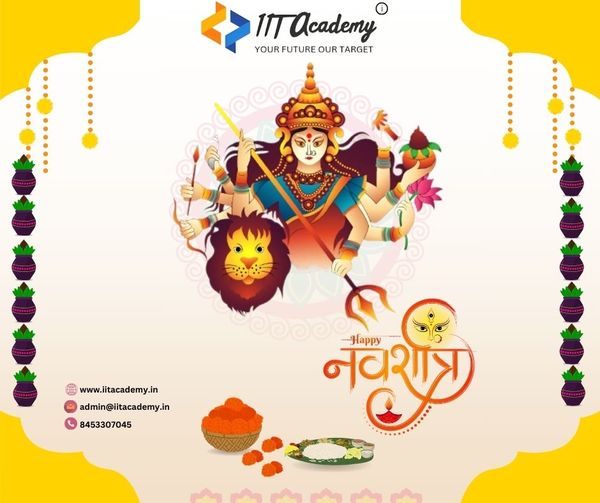 IIT Academy i
YOUR FUTURE OUR TARGET
Happy
नवरात्रि
www.iitacademy.in
admin@iitacademy.in
8453307045